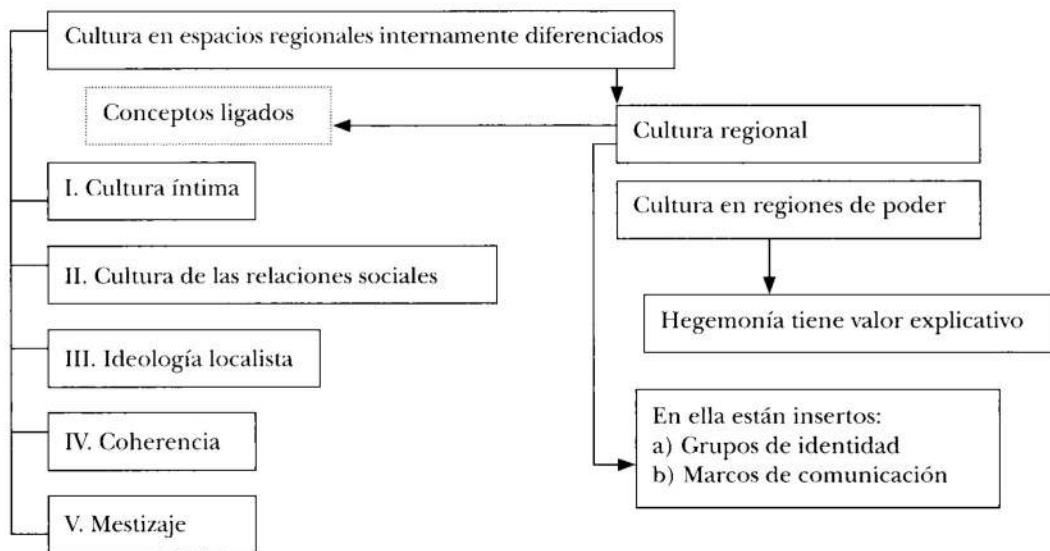 Cultura en espacios regionales internamente diferenciados
Conceptos ligados
Cultura regional
I. Cultura íntima
Cultura en regiones de poder
II. Cultura de las relaciones sociales
Hegemonía tiene valor explicativo
III. Ideología localista
En ella están insertos:
a) Grupos de identidad
b) Marcos de comunicación
IV. Coherencia
V. Mestizaje